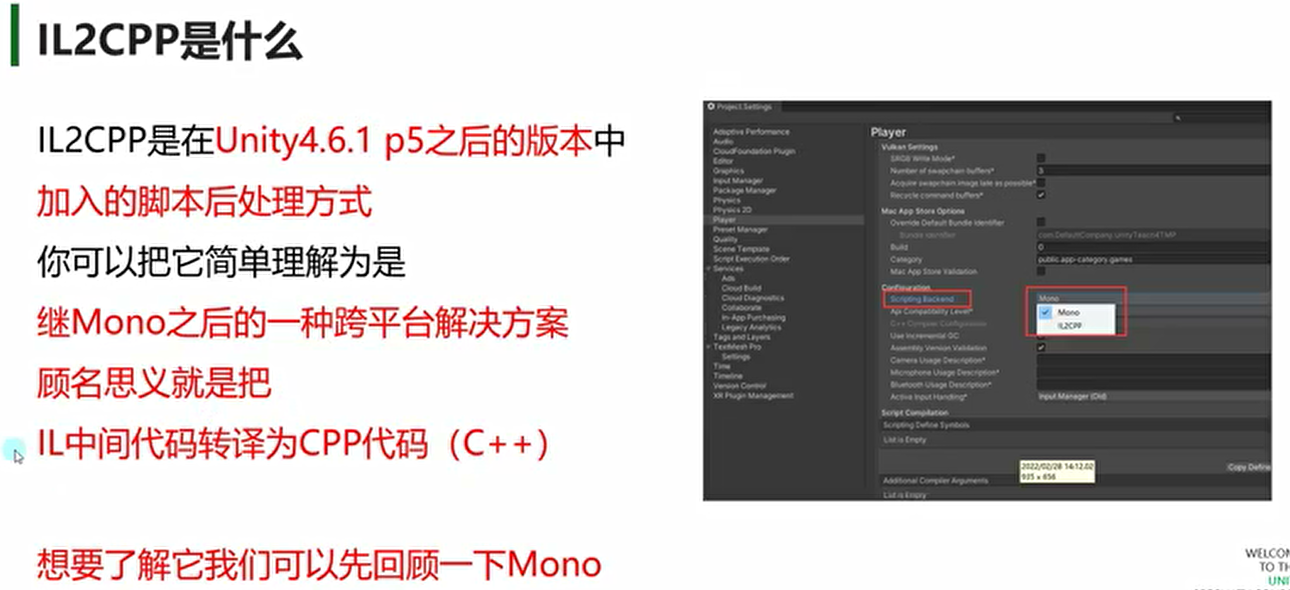 IL2CPP是什么
IL2CPP是在Unity4.6.1 p5之后的版本中
加入的脚本后处理方式
你可以把它简单理解为是
继Mono之后的一种跨平台解决方案
顾名思义就是把
IL中间代码转译为CPP代码（C++）
想要了解它我们可以先回顾一下Mono
Project Settings
Adaptive Performance
Audio
CloudFoundation Plugin
Editor
Graphics
Input Manager
Package Manager
Physics
Physics 2D
Player
Preset Manager
Quality
Scene Template
Script Execution Order
Services
Ads
Cloud Build
Cloud Diagnostics
Collaborate
In-App Purchasing
Legacy Analytics
Tags and Layers
TextMesh Pro
Settings
Time
Timeline
Version Control
XR Plugin Management
Player
Vulkan Settings
SRGB Write Mode*
Number of swapchain buffers* 3
Acquire swapchain image late as possible*
Recycle command buffers*
Mac App Store Options
Override Default Bundle Identifier
Bundle Identifier
Build 0
Category public.app-category.games
Mac App Store Validation
Configuration
Scripting Backend Mono
Mono
IL2CPP
Api Compatibility Level*
C++ Compiler Configuration
Use incremental GC
Assembly Version Validation
Camera Usage Description*
Microphone Usage Description*
Bluetooth Usage Description*
Active Input Handling* Input Manager (Old)
Script Compilation
Scripting Define Symbols
List is Empty
Copy Define
2022/02/28 14:12:02
935 x 656
Additional Compiler Arguments
List is Empty
WELCOM
TO TH
UNI